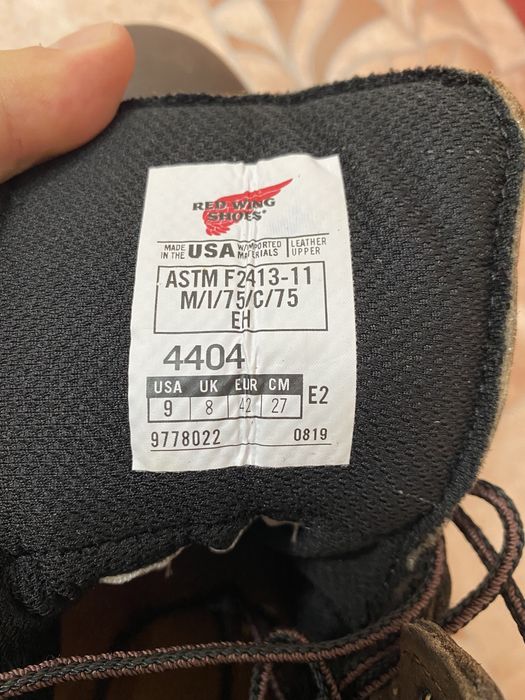 RED WING
SHOES®
MADE IN THE USA W/IMPORTED MATERIALS LEATHER UPPER
ASTM F2413-11
M/I/75/C/75
EH
4404
USA UK EUR CM
9 8 42 27 E2
9778022 0819